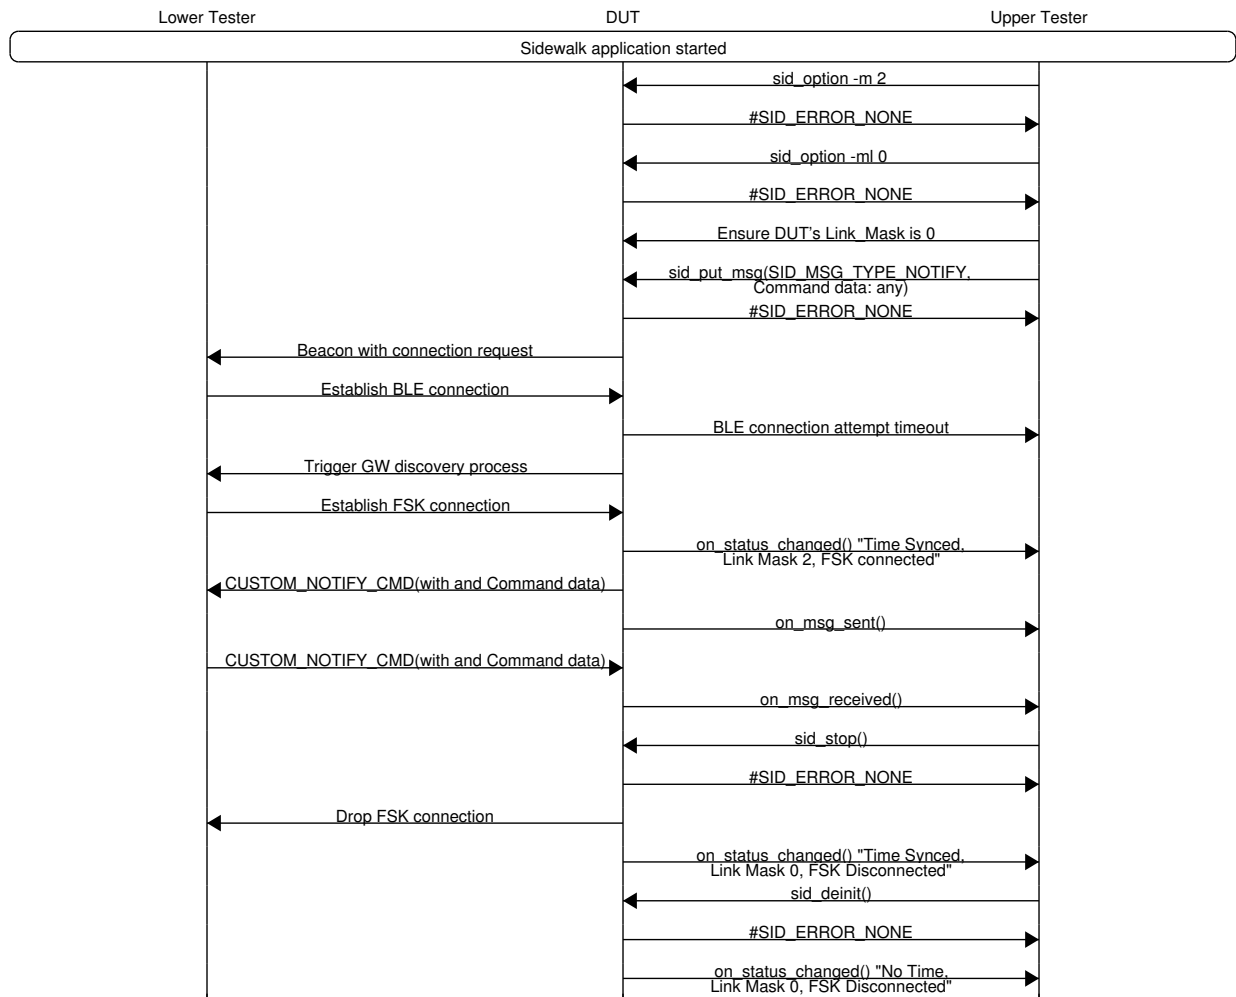 Lower Tester
DUT
Upper Tester
Sidewalk application started
sid_option -m 2
#SID_ERROR_NONE
sid_option -ml 0
#SID_ERROR_NONE
Ensure DUT's Link_Mask is 0
sid_put_msg(SID_MSG_TYPE_NOTIFY,
Command data: any)
#SID_ERROR_NONE
Beacon with connection request
Establish BLE connection
BLE connection attempt timeout
Trigger GW discovery process
Establish FSK connection
on_status_changed() "Time Synced,
Link Mask 2, FSK connected"
CUSTOM_NOTIFY_CMD(with and Command data)
on_msg_sent()
CUSTOM_NOTIFY_CMD(with and Command data)
on_msg_received()
sid_stop()
#SID_ERROR_NONE
Drop FSK connection
on_status_changed() "Time Synced,
Link Mask 0, FSK Disconnected"
sid_deinit()
#SID_ERROR_NONE
on_status_changed() "No Time,
Link Mask 0, FSK Disconnected"